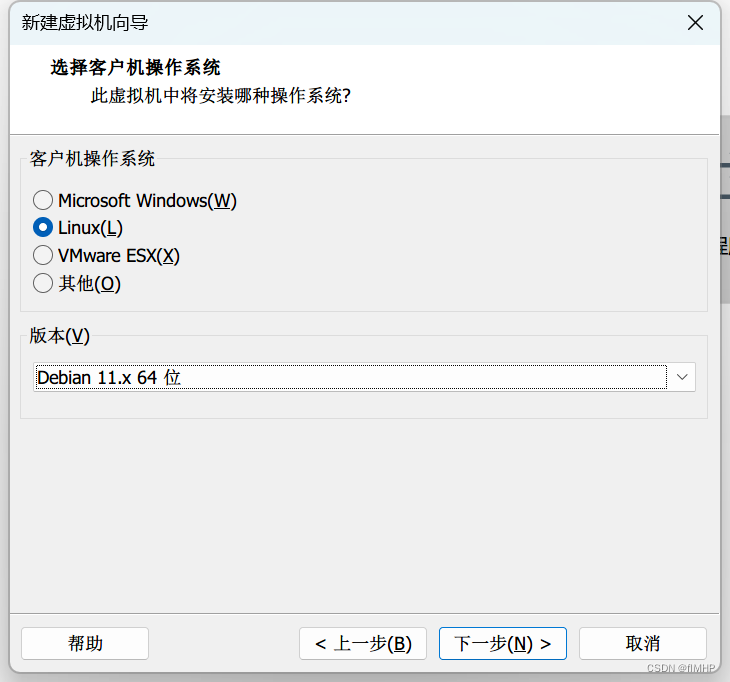 新建虚拟机向导
选择客户机操作系统
此虚拟机中将安装哪种操作系统?
客户机操作系统
Microsoft Windows(W)
Linux(L)
VMware ESX(X)
其他(O)
版本(V)
Debian 11.x 64 位
帮助
< 上一步(B)
下一步(N) >
取消
CSDN @flMHP